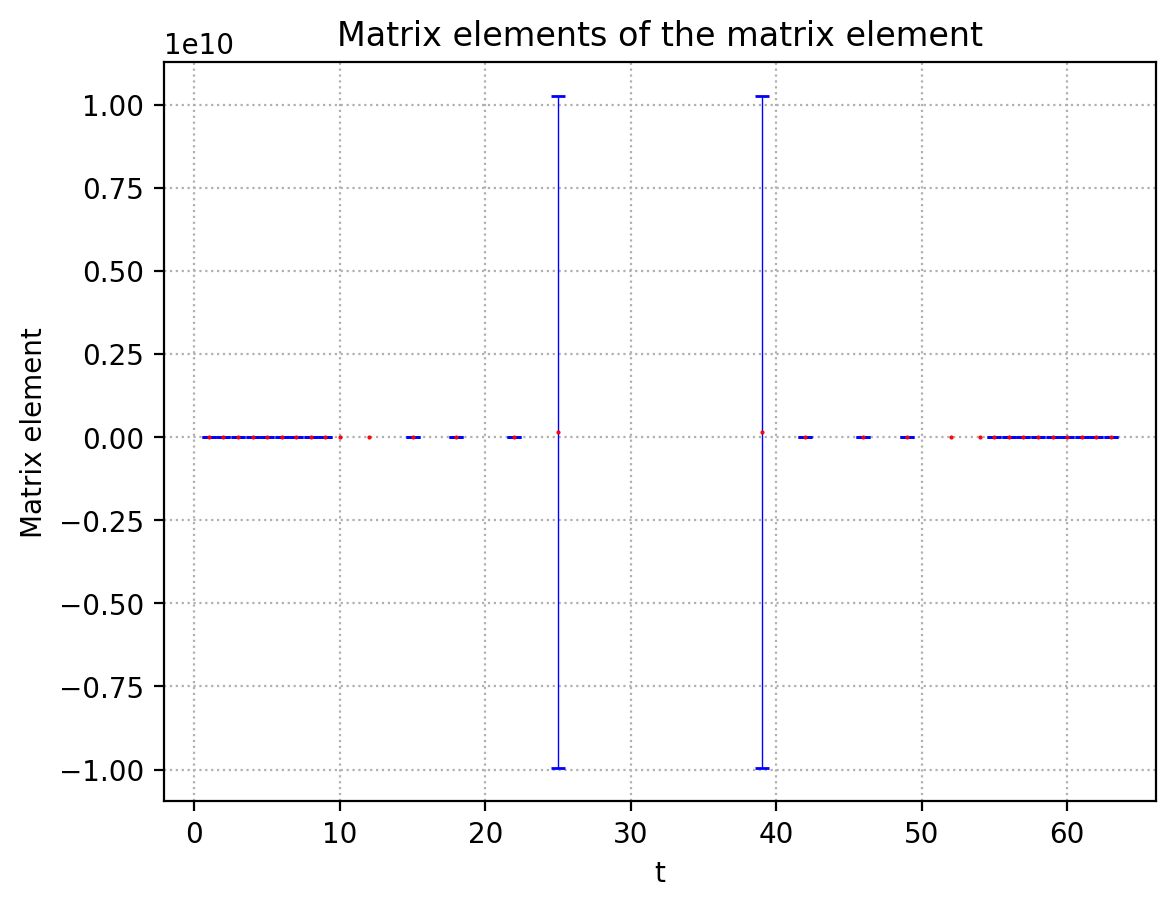 Matrix elements of the matrix element
1e10
1.00
0.75
0.50
0.25
0.00
−0.25
−0.50
−0.75
−1.00
Matrix element
0 10 20 30 40 50 60
t